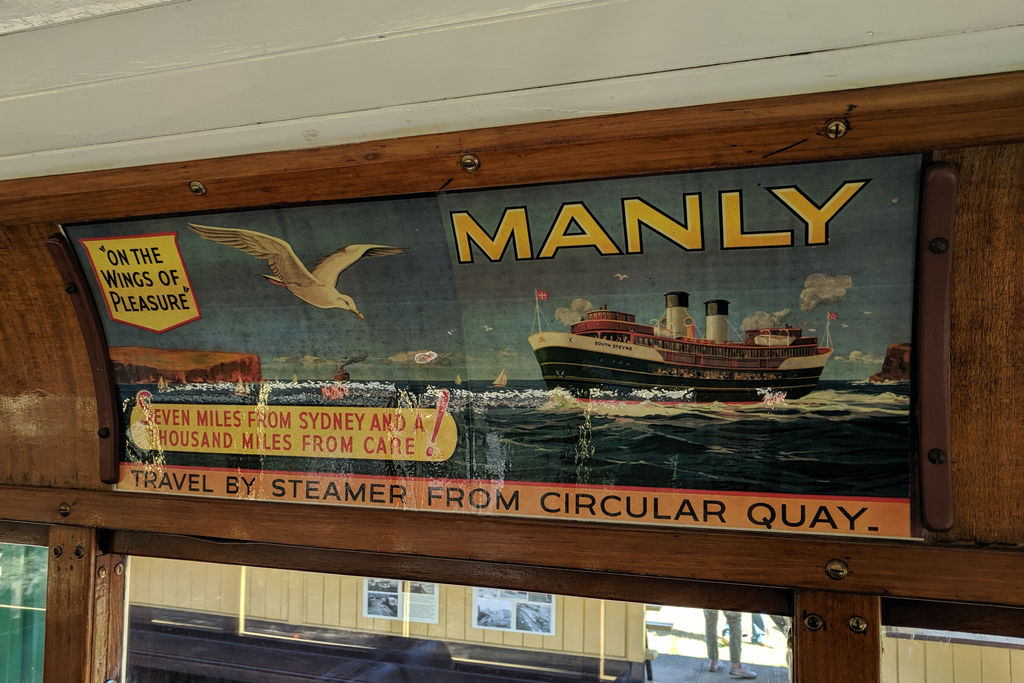 "ON THE
WINGS OF
PLEASURE"
MANLY
SOUTH STEYNE
SEVEN MILES FROM SYDNEY AND A
THOUSAND MILES FROM CARE!
TRAVEL BY STEAMER FROM CIRCULAR QUAY_